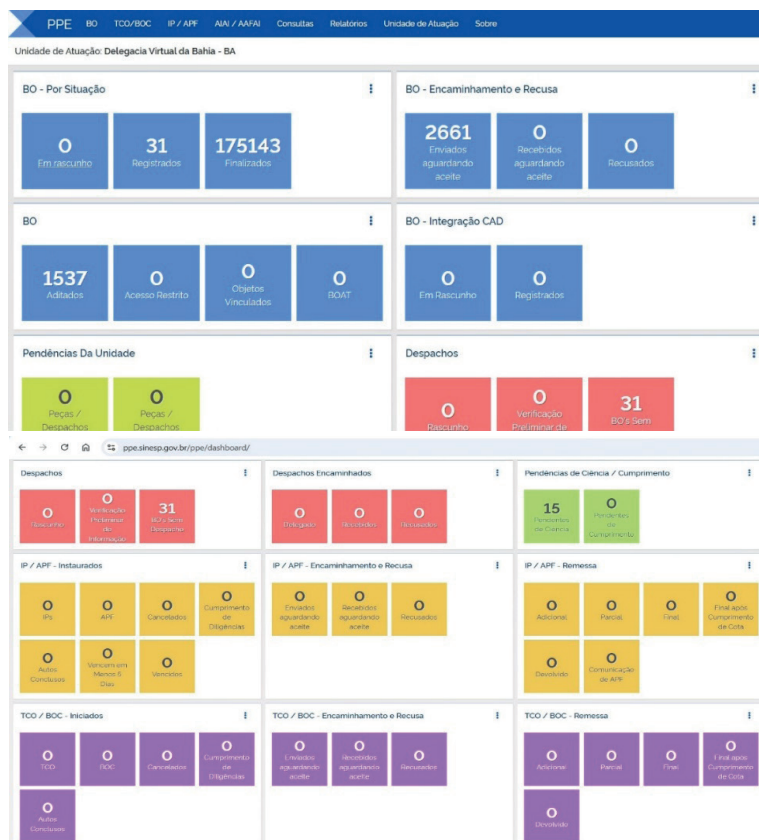 PPE BO TCO/BOC IP / APF AIAI / AAFAI Consultas Relatórios Unidade de Atuação Sobre
Unidade de Atuação: Delegacia Virtual da Bahia - BA
BO - Por Situação
0
Em rascunho
31
Registrados
175143
Finalizados
BO - Encaminhamento e Recusa
2661
Enviados
aguardando
aceite
0
Recebidos
aguardando
aceite
0
Recusados
BO
1537
Aditados
0
Acesso Restrito
0
Objetos
Vinculados
0
BOAT
BO - Integração CAD
0
Em Rascunho
0
Registrados
Pendências Da Unidade
0
Peças /
Despachos
0
Peças /
Despachos
Despachos
0
Rascunho
0
Verificação
Preliminar de
31
BO's Sem
ppe.sinesp.gov.br/ppe/dashboard/
Despachos
0
Rascunho
0
Verificação
Preliminar
de
Informação
31
BO's Sem
Despacho
Despachos Encaminhados
0
Delegado
0
Recebidos
0
Recusados
Pendências de Ciência / Cumprimento
15
Pendentes
de Ciência
0
Pendentes
de
Cumprimento
IP / APF - Instaurados
0
IPs
0
APF
0
Cancelados
0
Cumprimento
de
Diligências
0
Autos
Conclusos
0
Vencem em
Menos 5
Dias
0
Vencidos
IP / APF - Encaminhamento e Recusa
0
Enviados
aguardando
aceite
0
Recebidos
aguardando
aceite
0
Recusados
IP / APF - Remessa
0
Adicional
0
Parcial
0
Final
0
Final após
Cumprimento
de Cota
0
Devolvido
0
Comunicação
de APF
TCO / BOC - Iniciados
0
TCO
0
BOC
0
Cancelados
0
Cumprimento
de
Diligências
0
Autos
Conclusos
TCO / BOC - Encaminhamento e Recusa
0
Enviados
aguardando
aceite
0
Recebidos
aguardando
aceite
0
Recusados
TCO / BOC - Remessa
0
Adicional
0
Parcial
0
Final
0
Final após
Cumprimento
de Cota
0
Devolvido